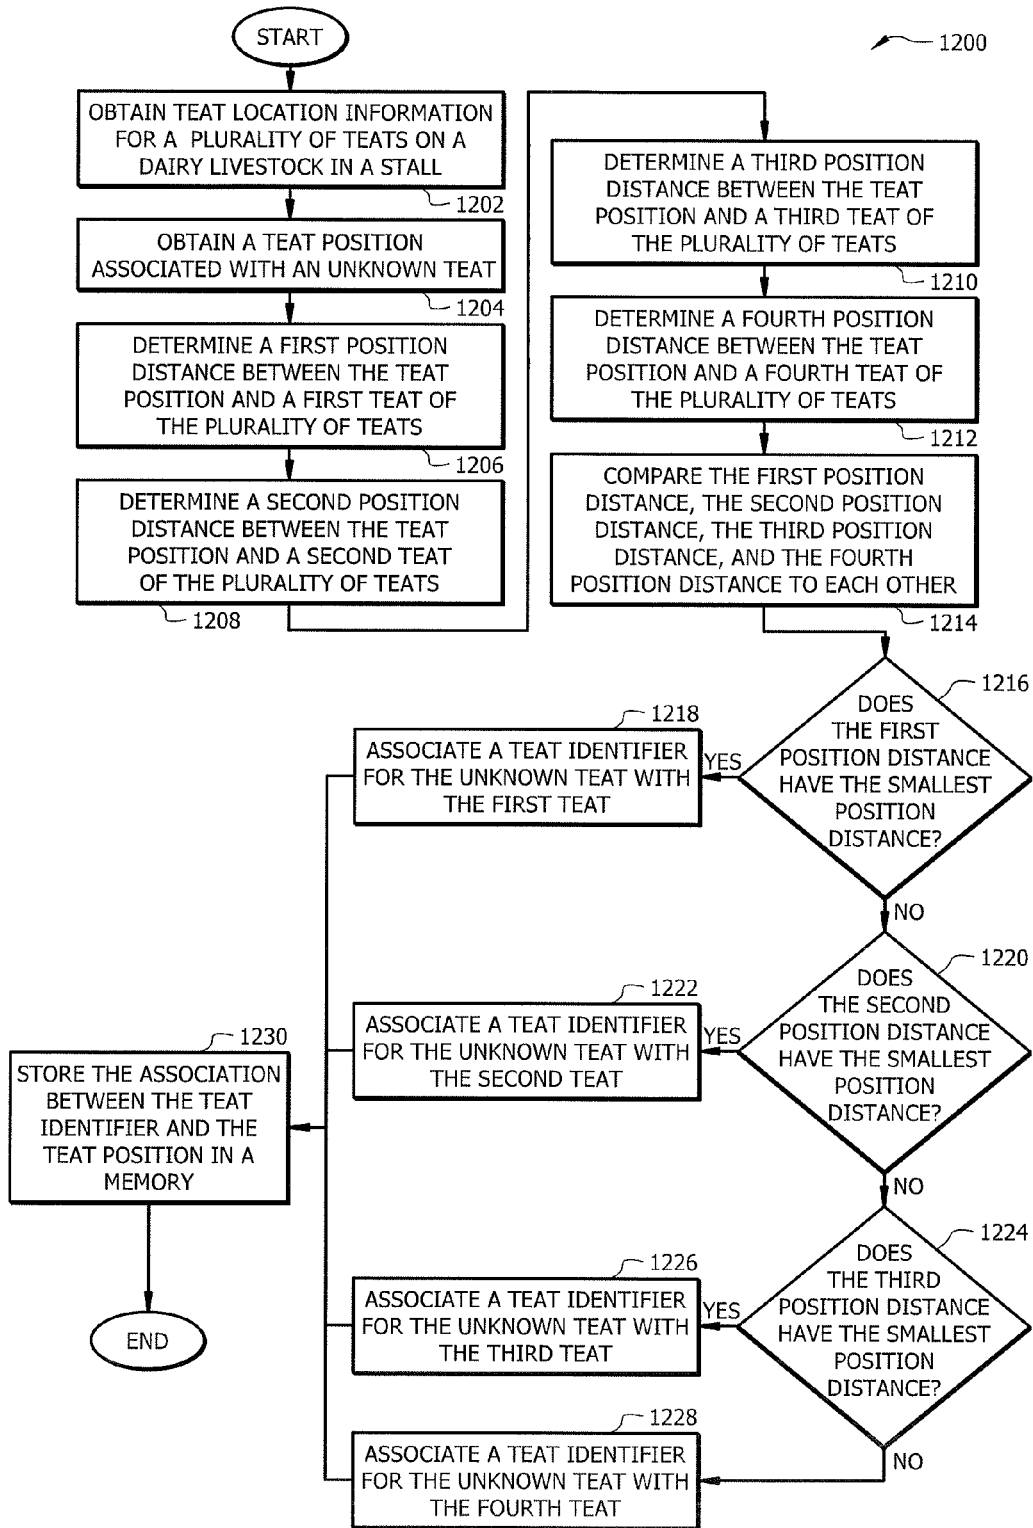 START
1200
OBTAIN TEAT LOCATION INFORMATION
FOR A PLURALITY OF TEATS ON A
DAIRY LIVESTOCK IN A STALL
1202
OBTAIN A TEAT POSITION
ASSOCIATED WITH AN UNKNOWN TEAT
1204
DETERMINE A FIRST POSITION
DISTANCE BETWEEN THE TEAT
POSITION AND A FIRST TEAT OF
THE PLURALITY OF TEATS
1206
DETERMINE A SECOND POSITION
DISTANCE BETWEEN THE TEAT
POSITION AND A SECOND TEAT
OF THE PLURALITY OF TEATS
1208
DETERMINE A THIRD POSITION
DISTANCE BETWEEN THE TEAT
POSITION AND A THIRD TEAT OF
THE PLURALITY OF TEATS
1210
DETERMINE A FOURTH POSITION
DISTANCE BETWEEN THE TEAT
POSITION AND A FOURTH TEAT OF
THE PLURALITY OF TEATS
1212
COMPARE THE FIRST POSITION
DISTANCE, THE SECOND POSITION
DISTANCE, THE THIRD POSITION
DISTANCE, AND THE FOURTH
POSITION DISTANCE TO EACH OTHER
1214
1216
DOES
THE FIRST
POSITION DISTANCE
HAVE THE SMALLEST
POSITION
DISTANCE?
YES
1218
ASSOCIATE A TEAT IDENTIFIER
FOR THE UNKNOWN TEAT WITH
THE FIRST TEAT
NO
1220
DOES
THE SECOND
POSITION DISTANCE
HAVE THE SMALLEST
POSITION
DISTANCE?
YES
1222
ASSOCIATE A TEAT IDENTIFIER
FOR THE UNKNOWN TEAT WITH
THE SECOND TEAT
NO
1224
DOES
THE THIRD
POSITION DISTANCE
HAVE THE SMALLEST
POSITION
DISTANCE?
YES
1226
ASSOCIATE A TEAT IDENTIFIER
FOR THE UNKNOWN TEAT WITH
THE THIRD TEAT
NO
1228
ASSOCIATE A TEAT IDENTIFIER
FOR THE UNKNOWN TEAT WITH
THE FOURTH TEAT
1230
STORE THE ASSOCIATION
BETWEEN THE TEAT
IDENTIFIER AND THE
TEAT POSITION IN A
MEMORY
END